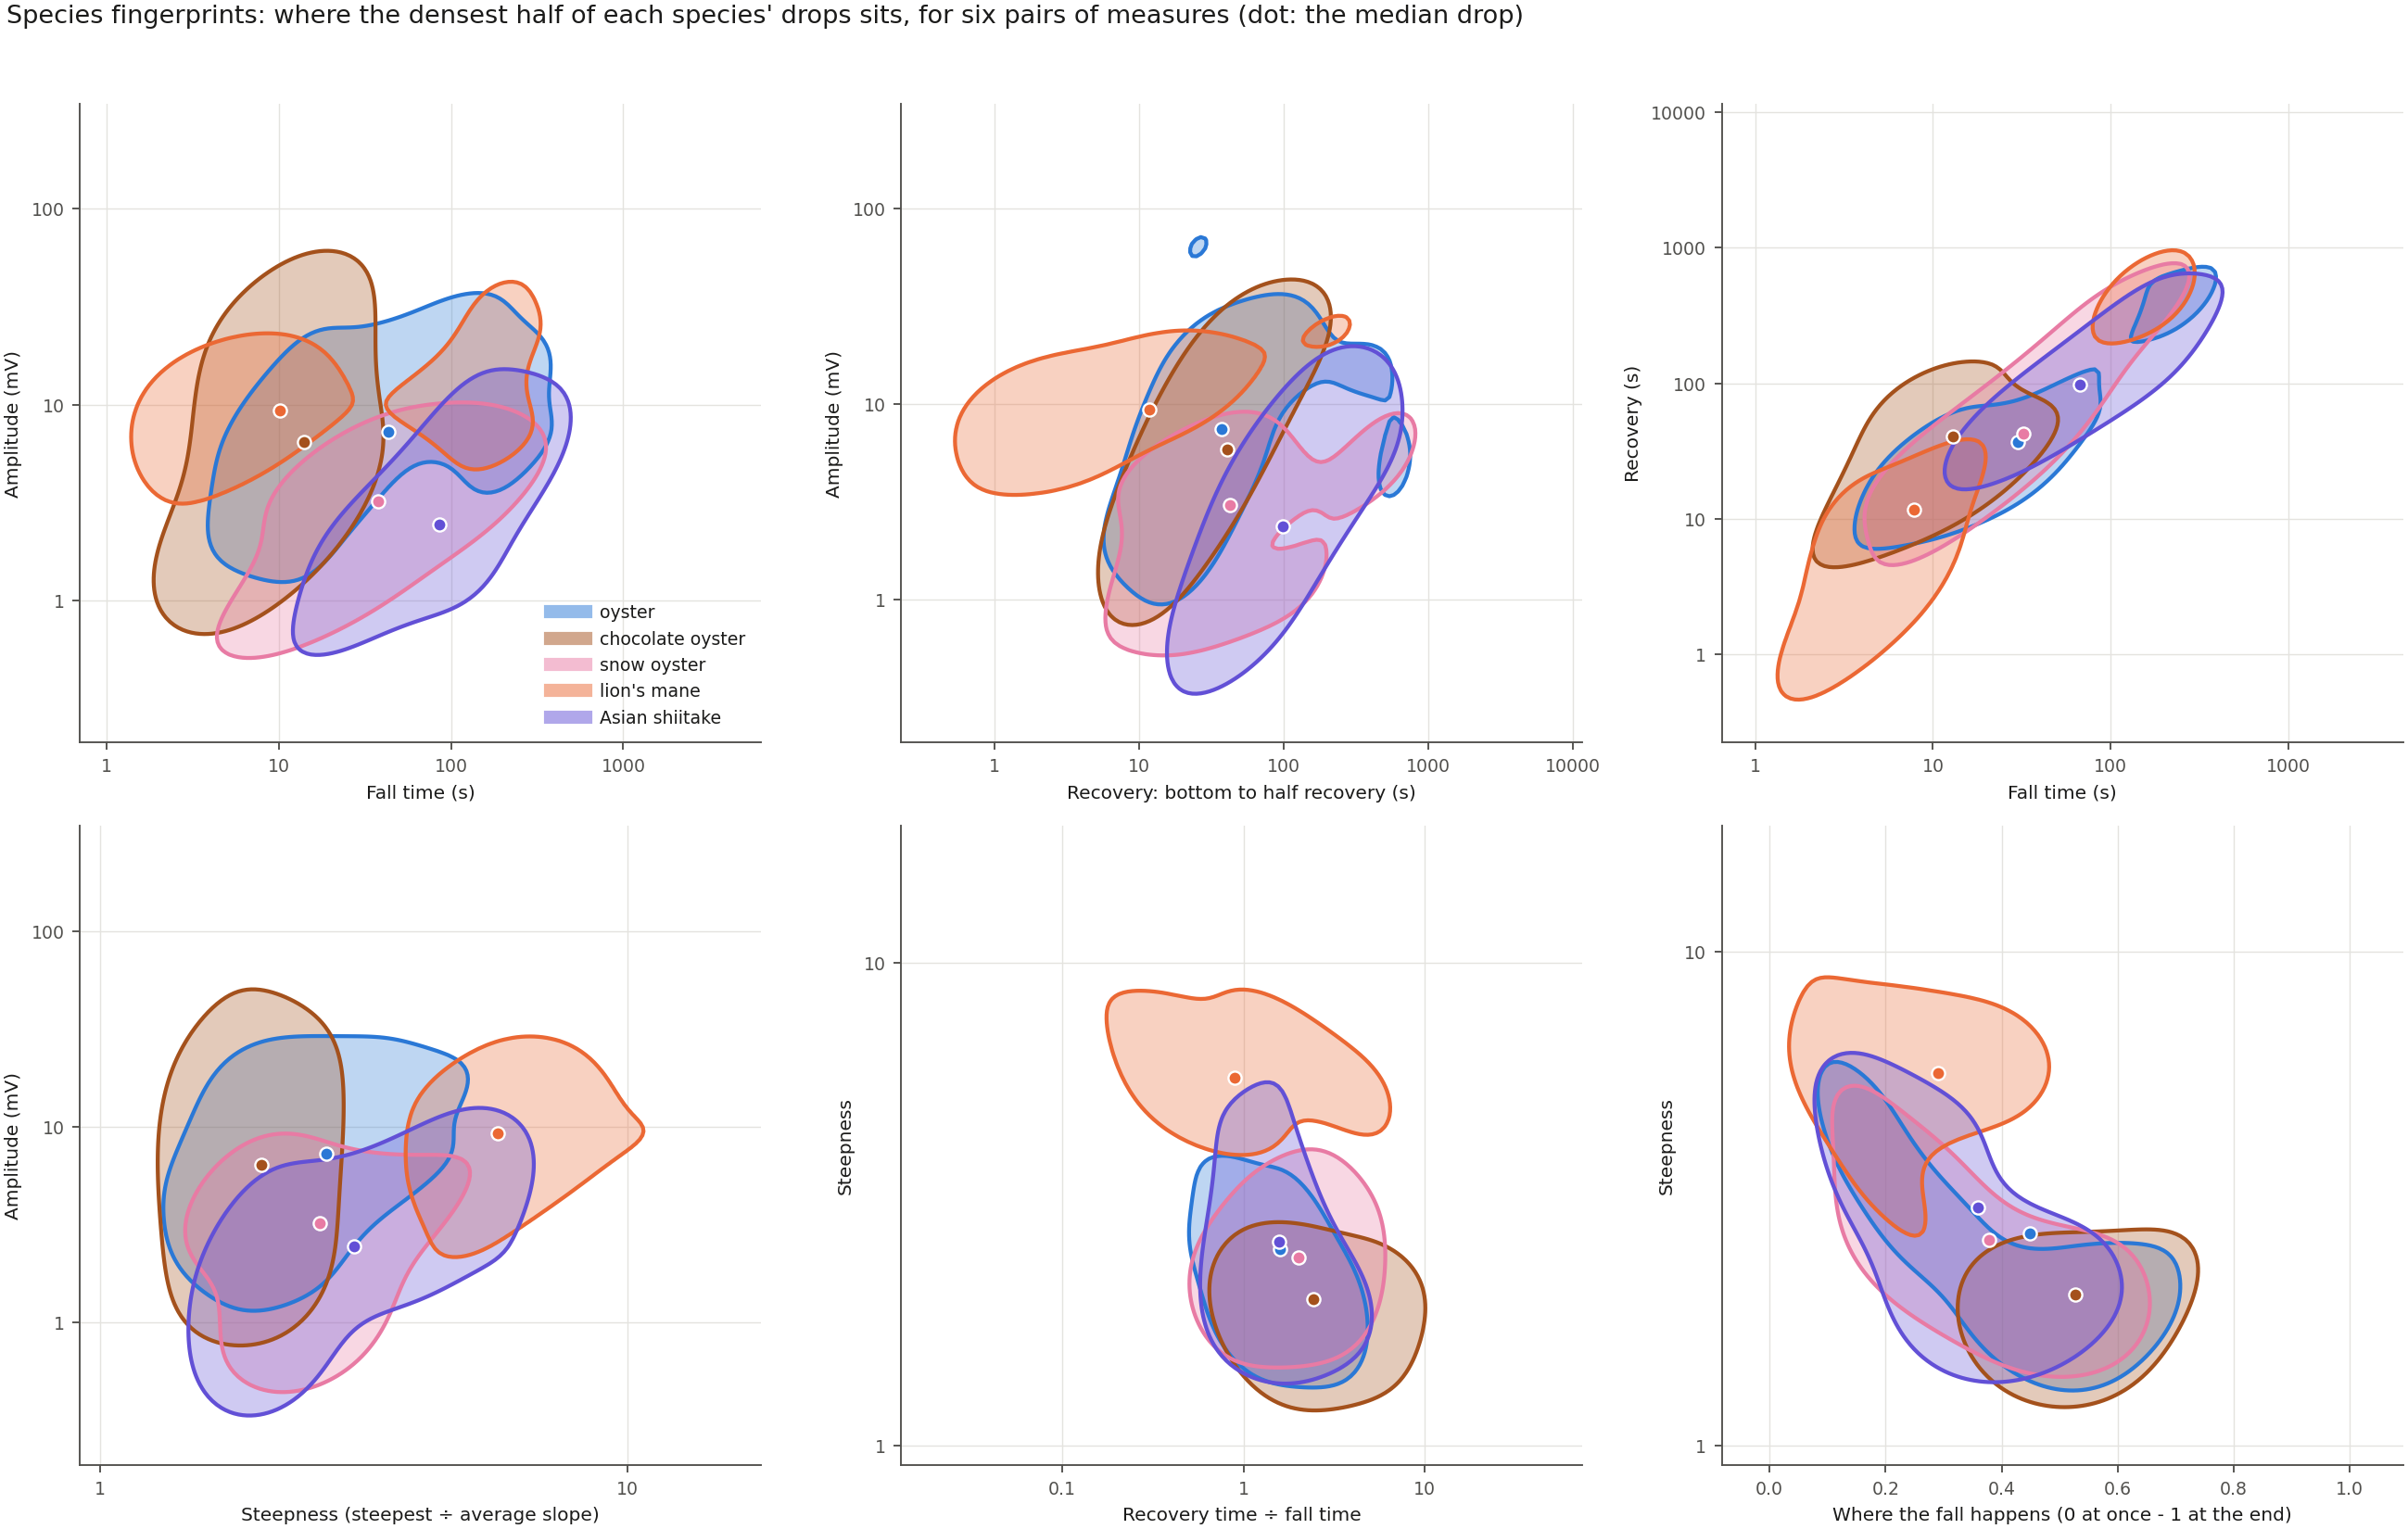 Species fingerprints: where the densest half of each species' drops sits, for six pairs of measures (dot: the median drop)
Amplitude (mV)
100
10
1
1
10
100
1000
Fall time (s)
oyster
chocolate oyster
snow oyster
lion's mane
Asian shiitake
Amplitude (mV)
100
10
1
1
10
100
1000
10000
Recovery: bottom to half recovery (s)
Recovery (s)
10000
1000
100
10
1
1
10
100
1000
Fall time (s)
Amplitude (mV)
100
10
1
1
10
Steepness (steepest ÷ average slope)
Steepness
10
1
0.1
1
10
Recovery time ÷ fall time
Steepness
10
1
0.0
0.2
0.4
0.6
0.8
1.0
Where the fall happens (0 at once - 1 at the end)